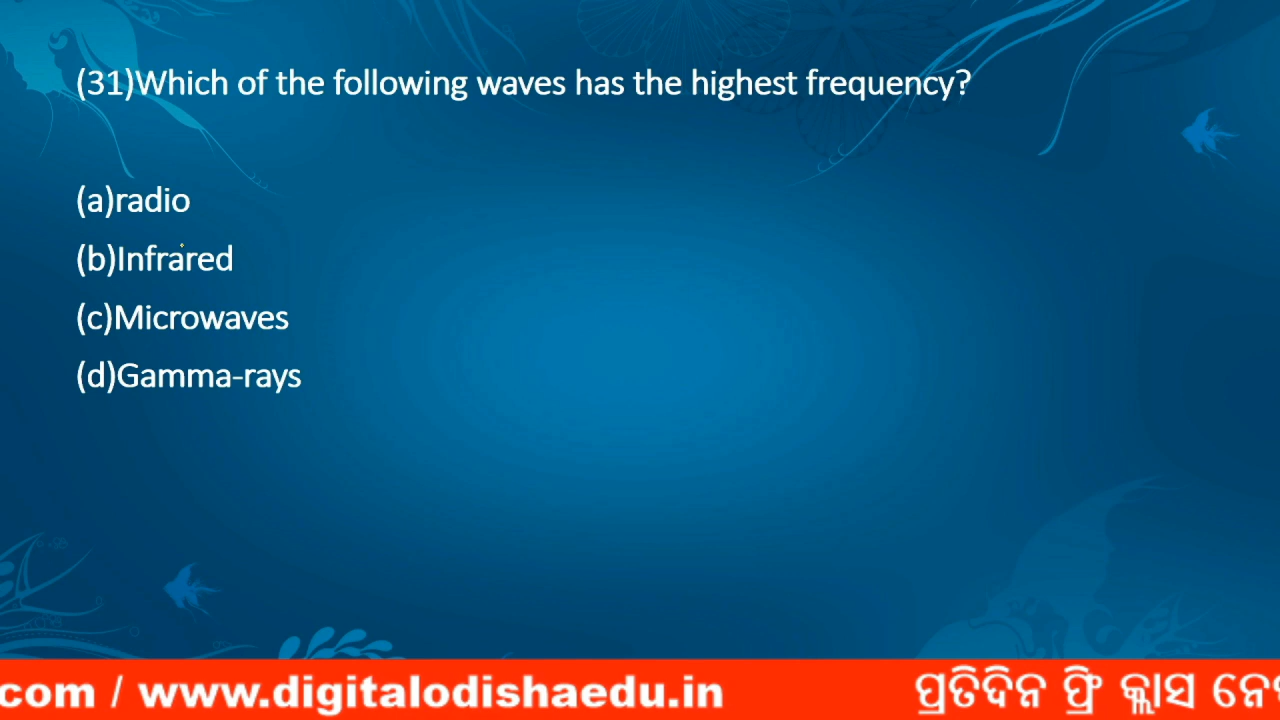 (31)Which of the following waves has the highest frequency?
(a)radio
(b)Infrared
(c)Microwaves
(d)Gamma-rays
.com / www.digitalodishaedu.in ପ୍ରତିଦିନ ଫ୍ରି କ୍ଲାସ